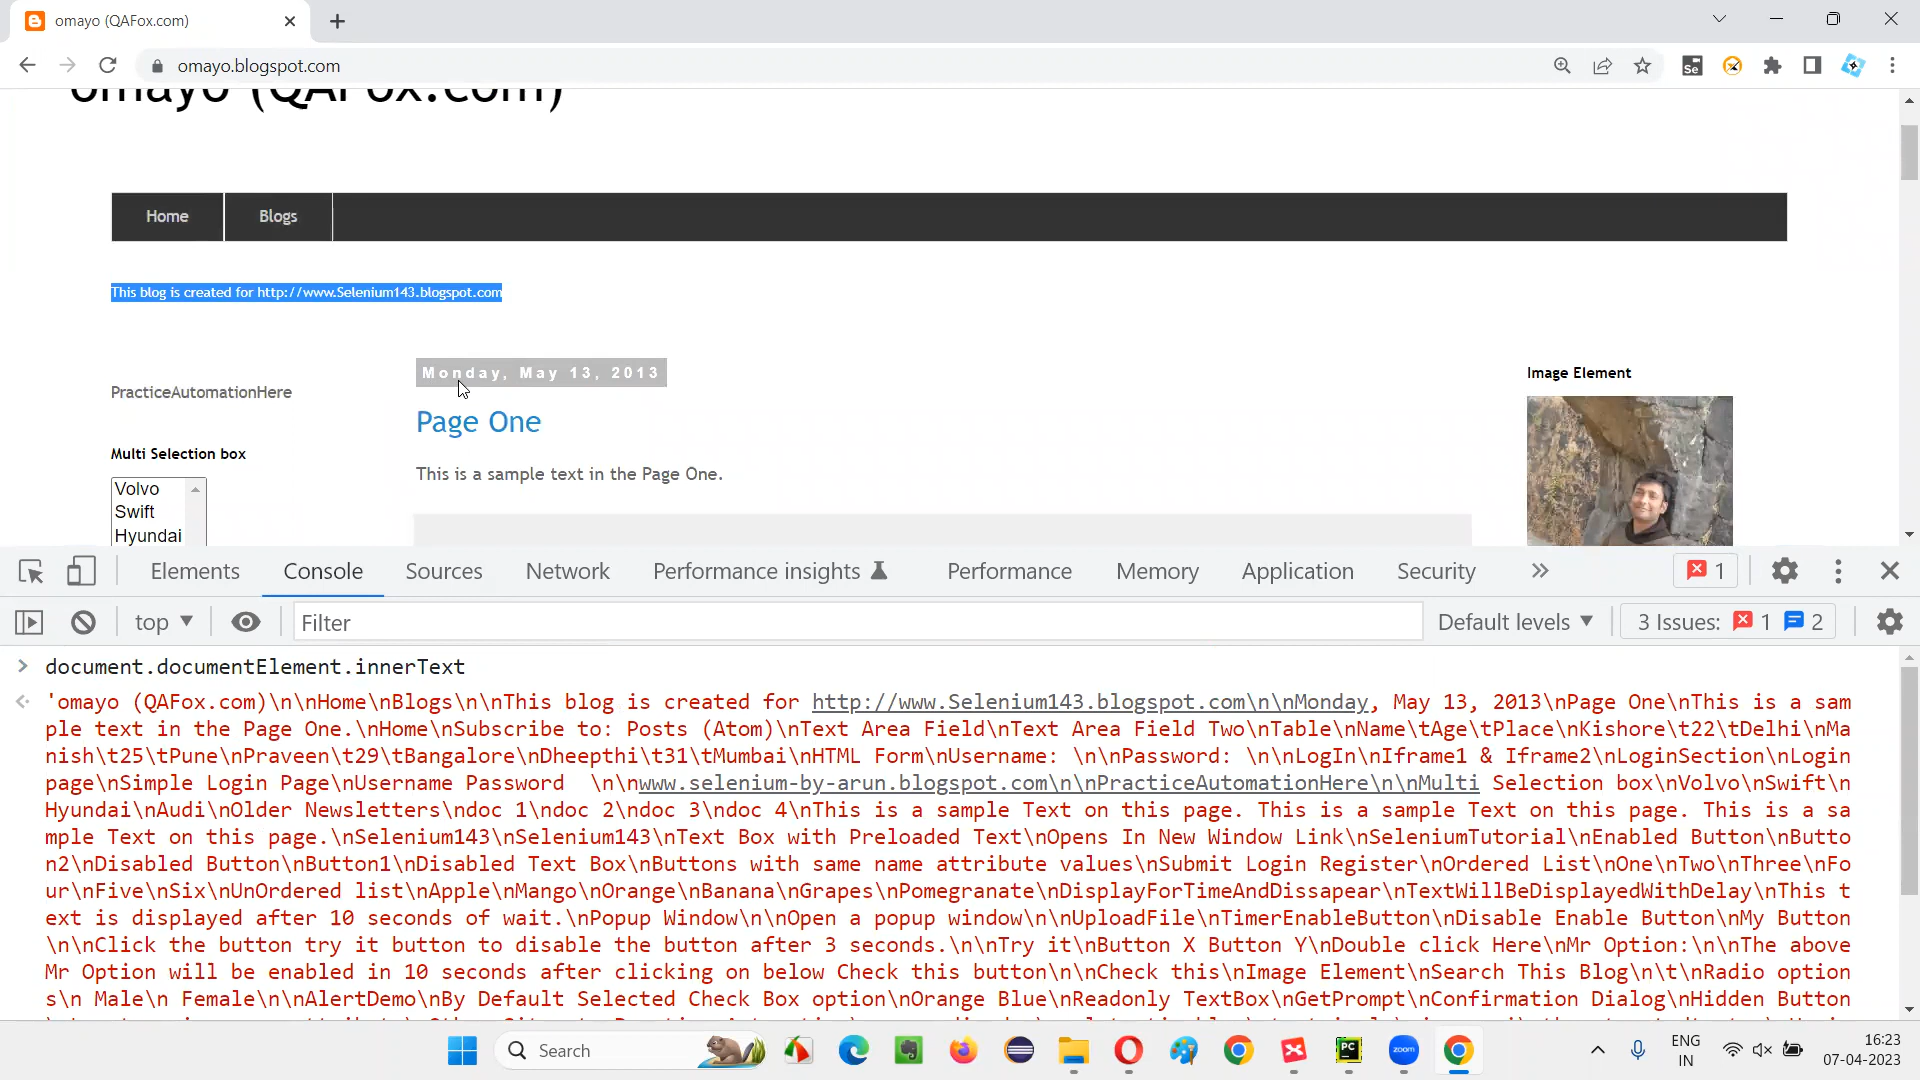 omayo (QAFox.com)
omayo.blogspot.com
omayo (QAFox.com)
Home
Blogs
This blog is created for http://www.Selenium143.blogspot.com
Monday, May 13, 2013
Image Element
PracticeAutomationHere
Page One
Multi Selection box
This is a sample text in the Page One.
Volvo
Swift
Hyundai
Elements Console Sources Network Performance insights Performance Memory Application Security » 1
top Filter Default levels 3 Issues: 1 2
> document.documentElement.innerText
'omayo (QAFox.com)\n\nHome\nBlogs\n\nThis blog is created for http://www.Selenium143.blogspot.com\n\nMonday, May 13, 2013\nPage One\nThis is a sam
ple text in the Page One.\nHome\nSubscribe to: Posts (Atom)\nText Area Field\nText Area Field Two\nTable\nName\tAge\tPlace\nKishore\t22\tDelhi\nMa
nish\t25\tPune\nPraveen\t29\tBangalore\nDheepthi\t31\tMumbai\nHTML Form\nUsername: \n\nPassword: \n\nLogIn\nIframe1 & Iframe2\nLoginSection\nLogin
page\nSimple Login Page\nUsername Password  \n\nwww.selenium-by-arun.blogspot.com\n\nPracticeAutomationHere\n\nMulti Selection box\nVolvo\nSwift\n
Hyundai\nAudi\nOlder Newsletters\ndoc 1\ndoc 2\ndoc 3\ndoc 4\nThis is a sample Text on this page. This is a sample Text on this page. This is a sa
mple Text on this page.\nSelenium143\nSelenium143\nText Box with Preloaded Text\nOpens In New Window Link\nSeleniumTutorial\nEnabled Button\nButto
n2\nDisabled Button\nButton1\nDisabled Text Box\nButtons with same name attribute values\nSubmit Login Register\nOrdered List\nOne\nTwo\nThree\nFo
ur\nFive\nSix\nUnOrdered list\nApple\nMango\nOrange\nBanana\nGrapes\nPomegranate\nDisplayForTimeAndDissapear\nTextWillBeDisplayedWithDelay\nThis t
ext is displayed after 10 seconds of wait.\nPopup Window\n\nOpen a popup window\n\nUploadFile\nTimerEnableButton\nDisable Enable Button\nMy Button
\n\nClick the button try it button to disable the button after 3 seconds.\n\nTry it\nButton X Button Y\nDouble click Here\nMr Option:\n\nThe above
Mr Option will be enabled in 10 seconds after clicking on below Check this button\n\nCheck this\nImage Element\nSearch This Blog\n\t\nRadio option
s\n Male\n Female\n\nAlertDemo\nBy Default Selected Check Box option\nOrange Blue\nReadonly TextBox\nGetPrompt\nConfirmation Dialog\nHidden Button
Search
ENG
IN
16:23
07-04-2023